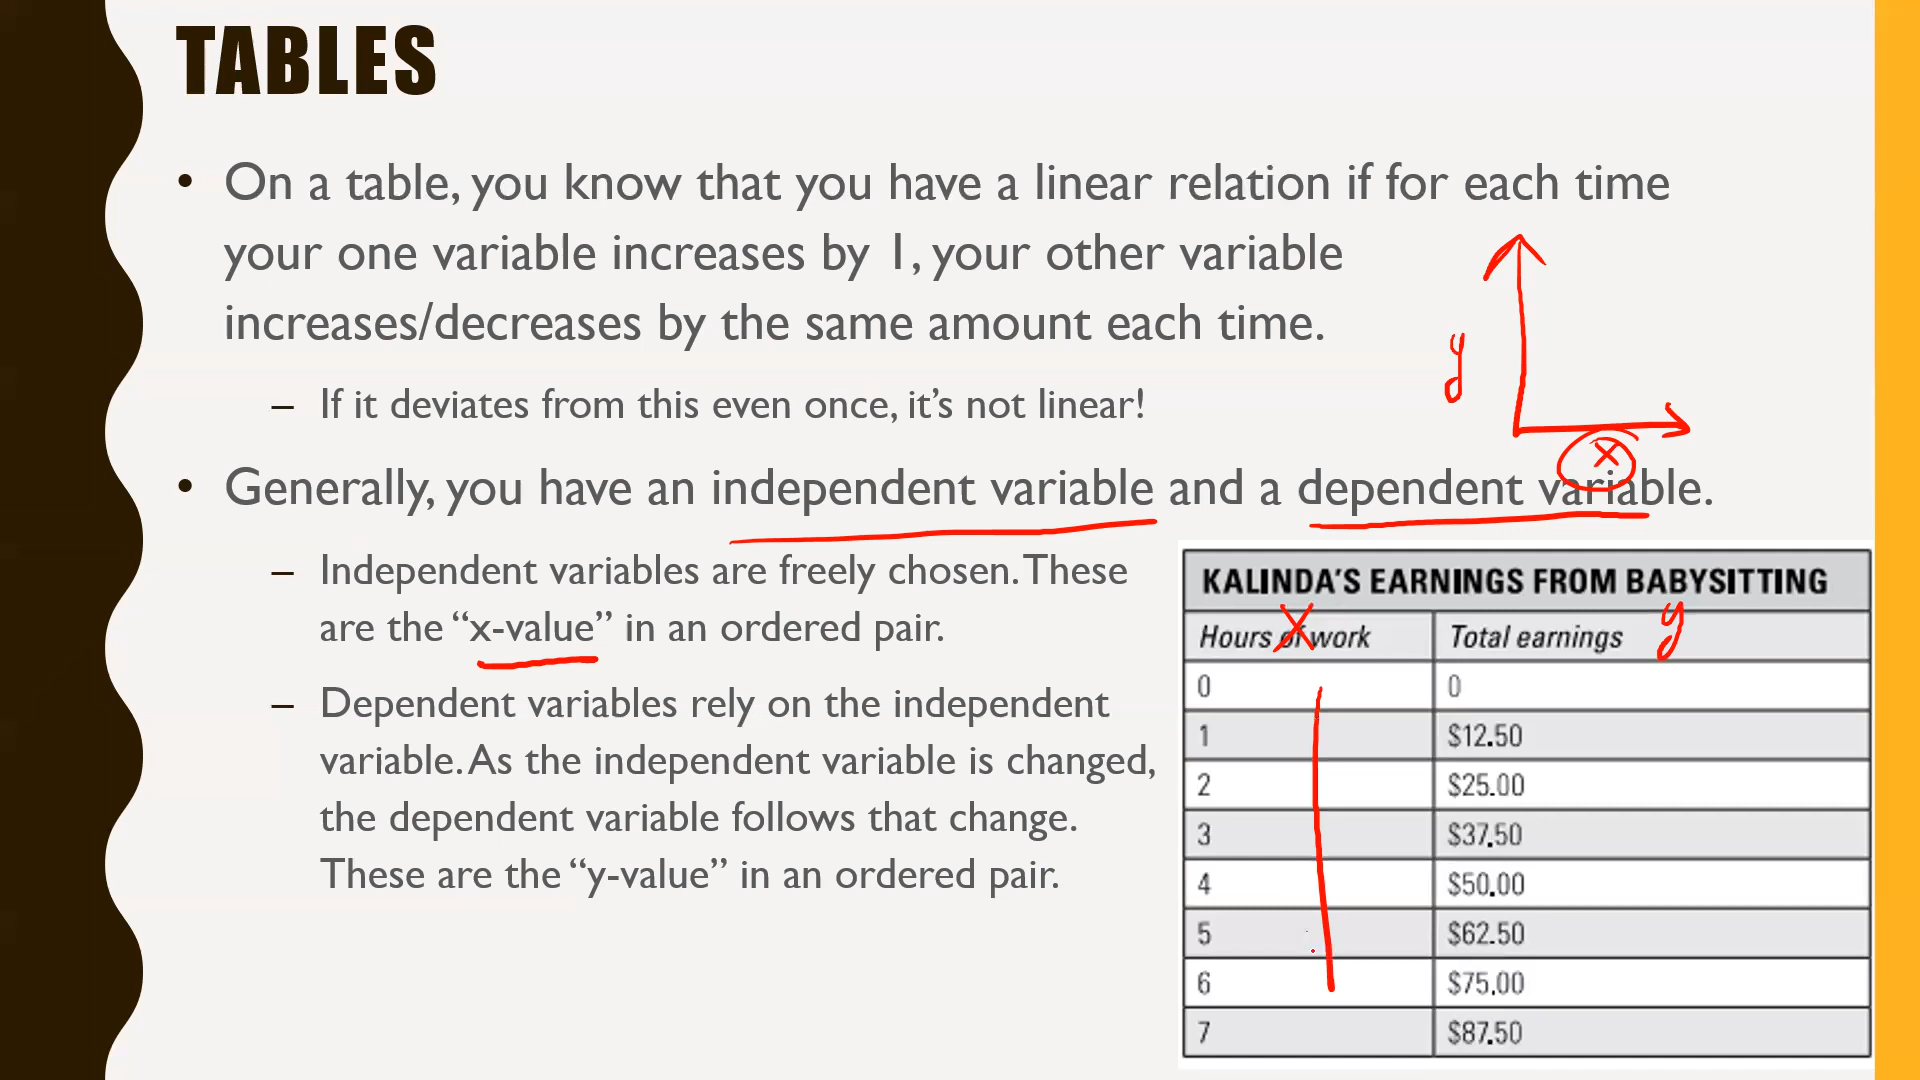 TABLES
• On a table, you know that you have a linear relation if for each time
your one variable increases by 1, your other variable
increases/decreases by the same amount each time.
– If it deviates from this even once, it’s not linear!
y
x
• Generally, you have an independent variable and a dependent variable.
– Independent variables are freely chosen. These
are the “x-value” in an ordered pair.
– Dependent variables rely on the independent
variable. As the independent variable is changed,
the dependent variable follows that change.
These are the “y-value” in an ordered pair.
KALINDA’S EARNINGS FROM BABYSITTING
x y
Hours of work Total earnings
0 0
1 $12.50
2 $25.00
3 $37.50
4 $50.00
5 $62.50
6 $75.00
7 $87.50